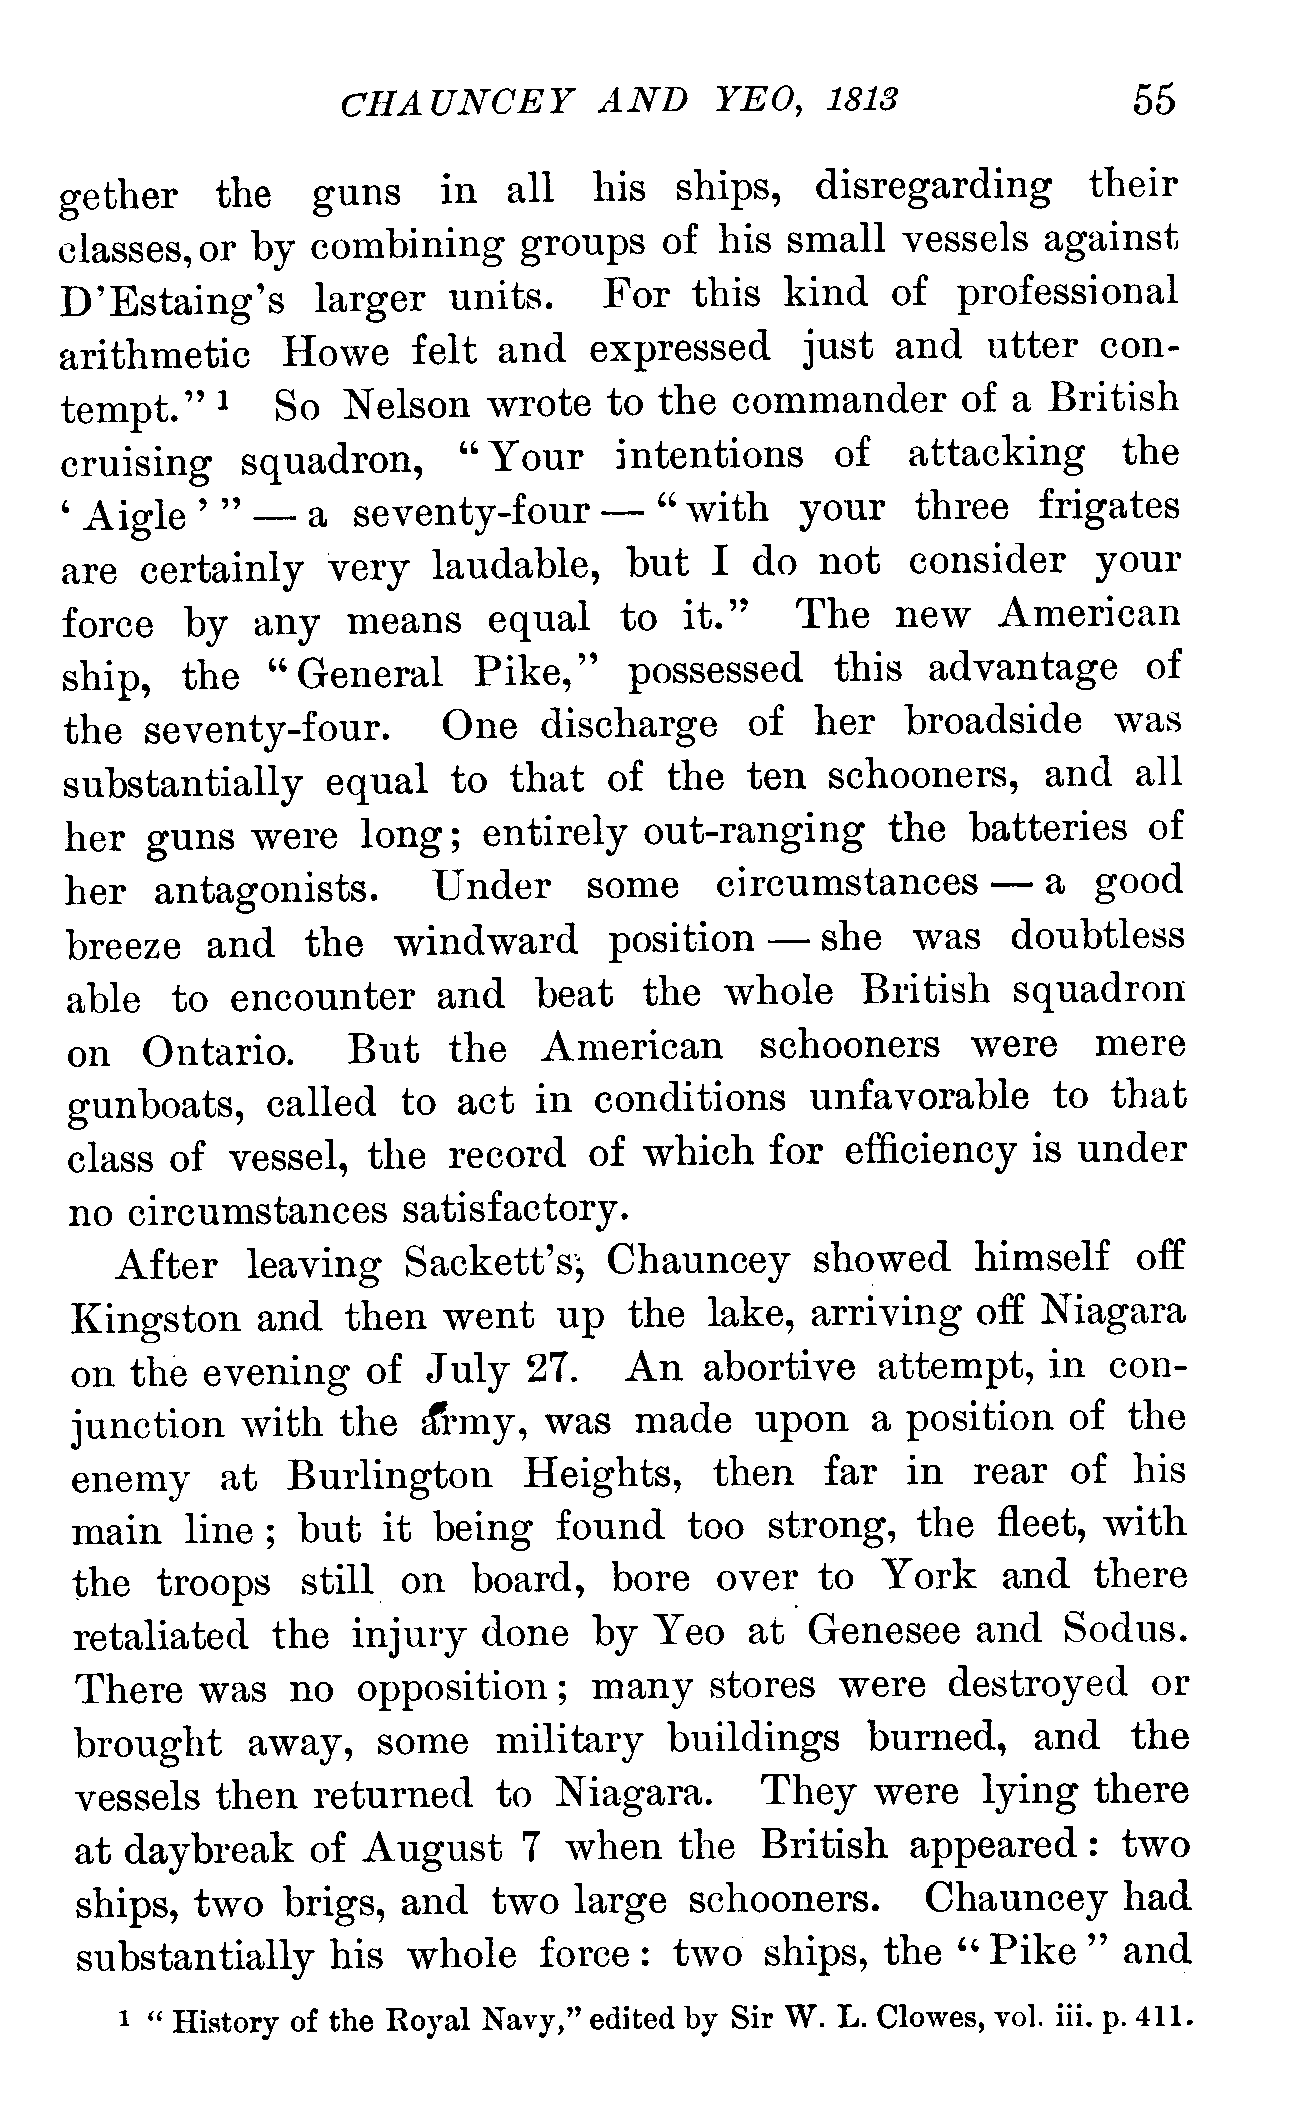 CHAUNCEY AND YEO, 1813 55
gether the guns in all his ships, disregarding their
classes, or by combining groups of his small vessels against
D'Estaing's larger units. For this kind of professional
arithmetic Howe felt and expressed just and utter con-
tempt." 1 So Nelson wrote to the commander of a British
cruising squadron, "Your intentions of attacking the
'Aigle'" — a seventy-four — "with your three frigates
are certainly very laudable, but I do not consider your
force by any means equal to it." The new American
ship, the "General Pike," possessed this advantage of
the seventy-four. One discharge of her broadside was
substantially equal to that of the ten schooners, and all
her guns were long; entirely out-ranging the batteries of
her antagonists. Under some circumstances — a good
breeze and the windward position — she was doubtless
able to encounter and beat the whole British squadron
on Ontario. But the American schooners were mere
gunboats, called to act in conditions unfavorable to that
class of vessel, the record of which for efficiency is under
no circumstances satisfactory.
After leaving Sackett's, Chauncey showed himself off
Kingston and then went up the lake, arriving off Niagara
on the evening of July 27. An abortive attempt, in con-
junction with the army, was made upon a position of the
enemy at Burlington Heights, then far in rear of his
main line; but it being found too strong, the fleet, with
the troops still on board, bore over to York and there
retaliated the injury done by Yeo at Genesee and Sodus.
There was no opposition; many stores were destroyed or
brought away, some military buildings burned, and the
vessels then returned to Niagara. They were lying there
at daybreak of August 7 when the British appeared: two
ships, two brigs, and two large schooners. Chauncey had
substantially his whole force: two ships, the "Pike" and
1 "History of the Royal Navy," edited by Sir W. L. Clowes, vol. iii. p. 411.